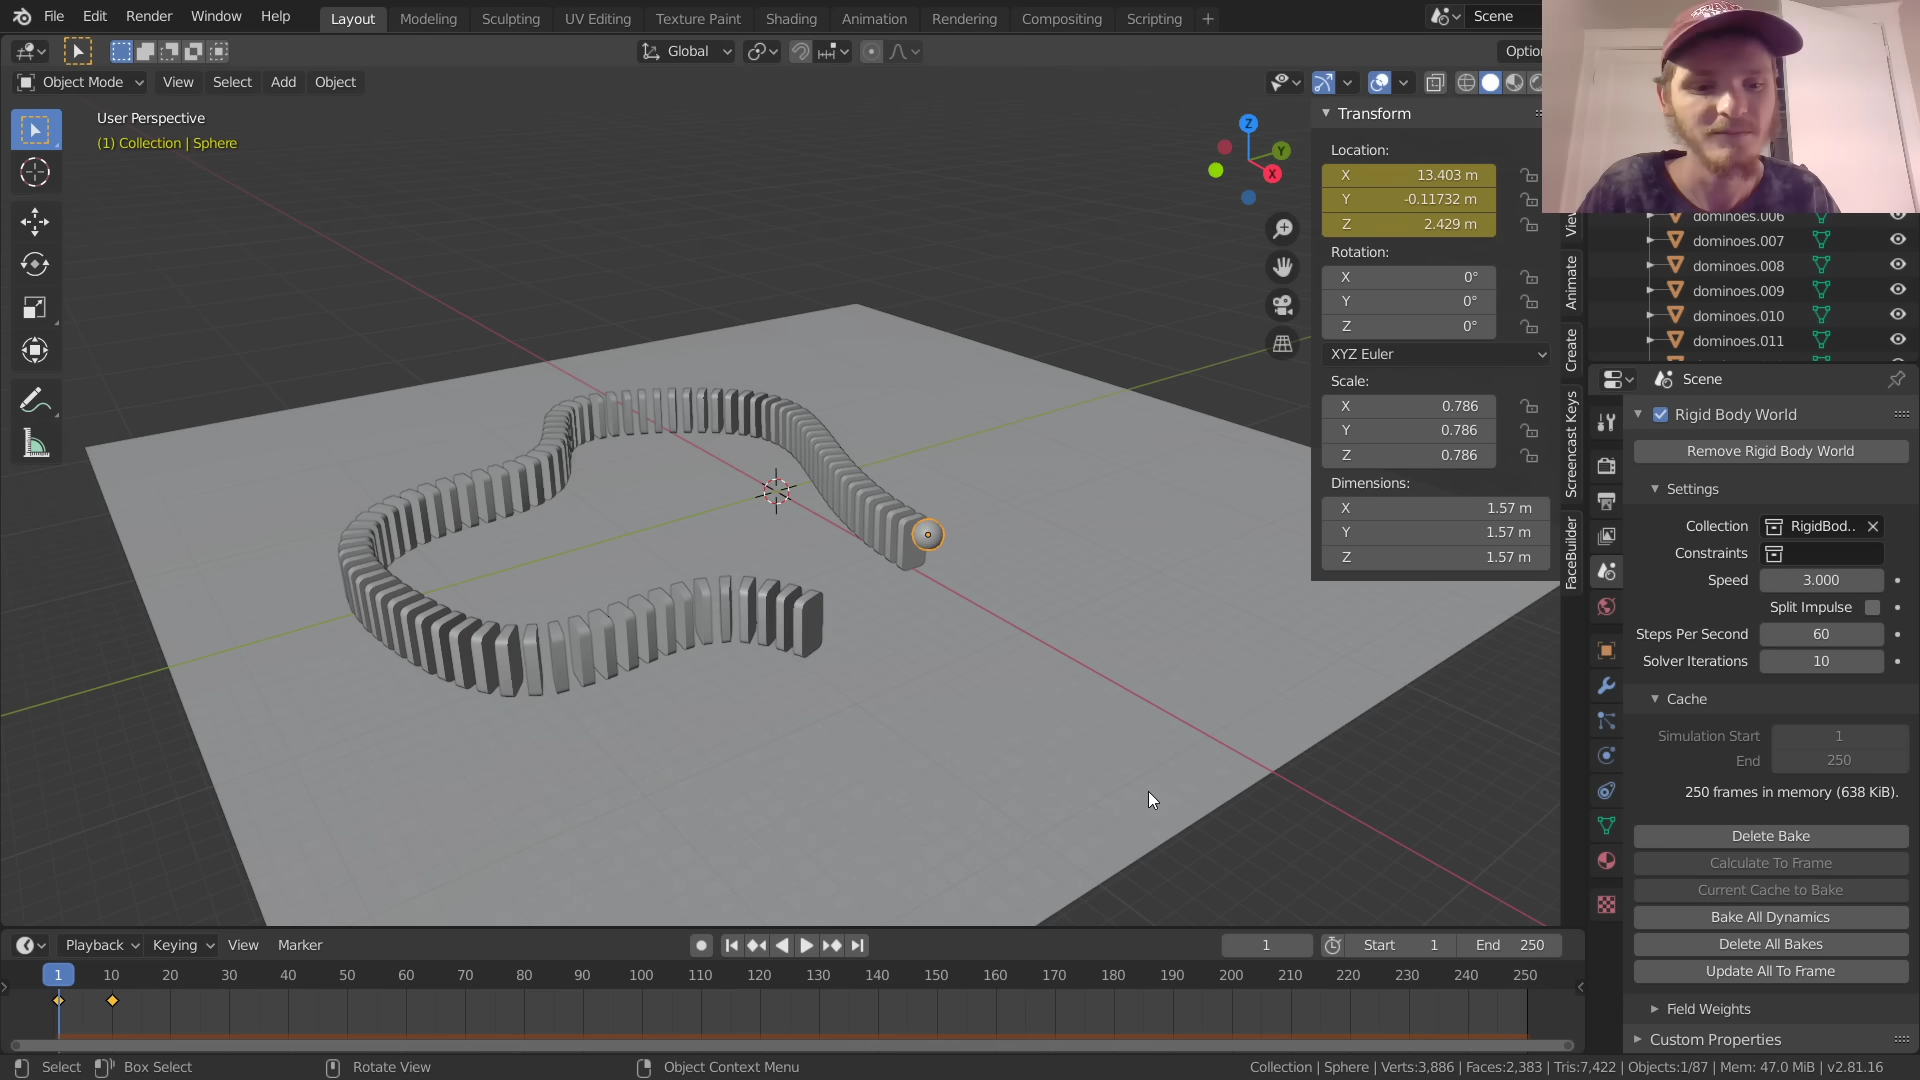 File Edit Render Window Help
Layout Modeling Sculpting UV Editing Texture Paint Shading Animation Rendering Compositing Scripting +
Scene
Global
Object Mode View Select Add Object
User Perspective
(1) Collection | Sphere
Z
Y
X
Transform
Location:
X 13.403 m
Y -0.11732 m
Z 2.429 m
Rotation:
X 0°
Y 0°
Z 0°
XYZ Euler
Scale:
X 0.786
Y 0.786
Z 0.786
Dimensions:
X 1.57 m
Y 1.57 m
Z 1.57 m
Animate
Create
Screencast Keys
FaceBuilder
dominoes.006
dominoes.007
dominoes.008
dominoes.009
dominoes.010
dominoes.011
Scene
Rigid Body World
Remove Rigid Body World
Settings
Collection RigidBod..
Constraints
Speed 3.000
Split Impulse
Steps Per Second 60
Solver Iterations 10
Cache
Simulation Start 1
End 250
250 frames in memory (638 KiB).
Delete Bake
Calculate To Frame
Current Cache to Bake
Bake All Dynamics
Delete All Bakes
Update All To Frame
Field Weights
Custom Properties
Playback Keying View Marker
1 Start 1 End 250
1 10 20 30 40 50 60 70 80 90 100 110 120 130 140 150 160 170 180 190 200 210 220 230 240 250
Select Box Select Rotate View Object Context Menu
Collection | Sphere | Verts:3,886 | Faces:2,383 | Tris:7,422 | Objects:1/87 | Mem: 47.0 MiB | v2.81.16